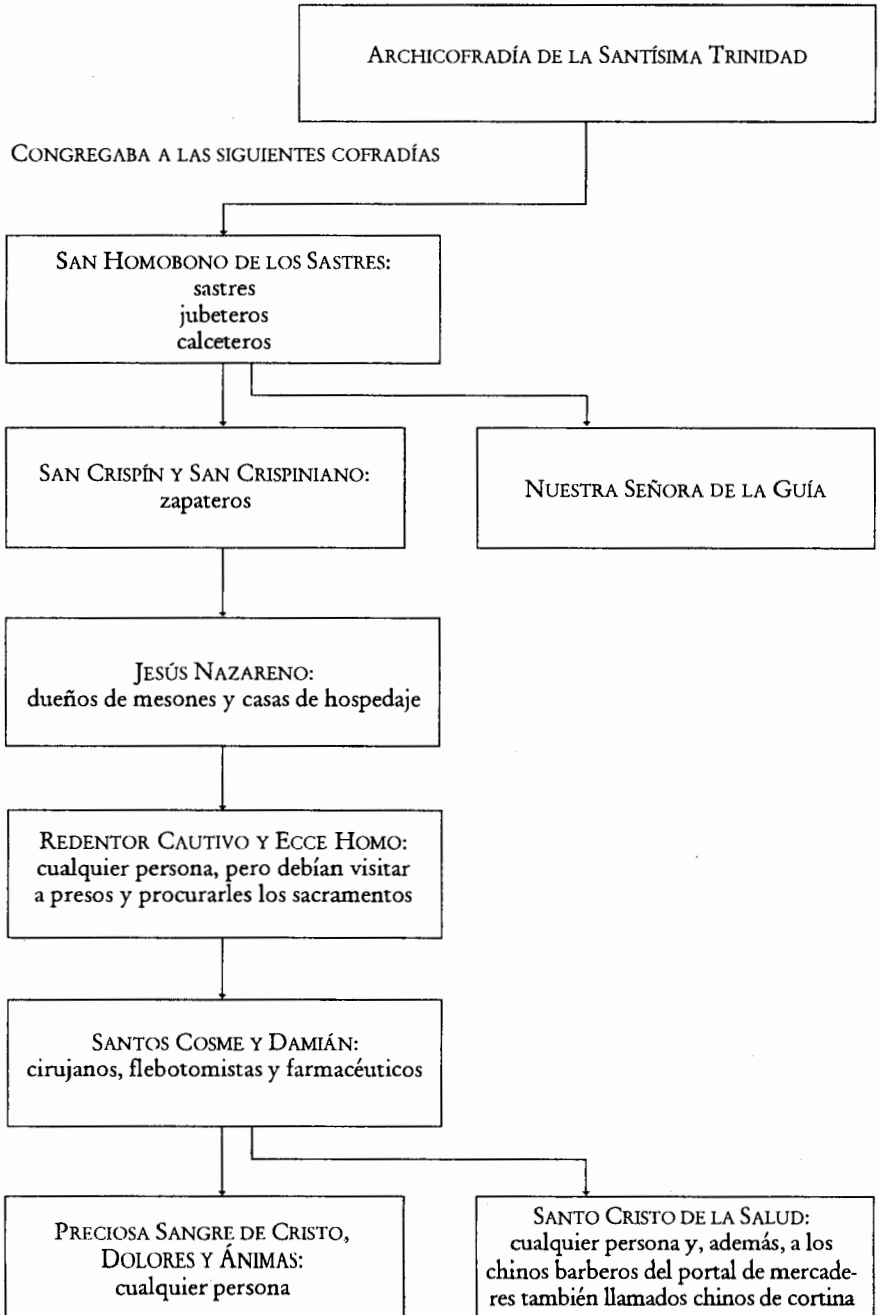 ARCHICOFRADÍA DE LA SANTÍSIMA TRINIDAD
CONGREGABA A LAS SIGUIENTES COFRADÍAS
SAN HOMOBONO DE LOS SASTRES:
sastres
jubeteros
calceteros
SAN CRISPÍN Y SAN CRISPINIANO:
zapateros
NUESTRA SEÑORA DE LA GUÍA
JESÚS NAZARENO:
dueños de mesones y casas de hospedaje
REDENTOR CAUTIVO Y ECCE HOMO:
cualquier persona, pero debían visitar
a presos y procurarles los sacramentos
SANTOS COSME Y DAMIÁN:
cirujanos, flebotomistas y farmacéuticos
PRECIOSA SANGRE DE CRISTO,
DOLORES Y ÁNIMAS:
cualquier persona
SANTO CRISTO DE LA SALUD:
cualquier persona y, además, a los
chinos barberos del portal de mercade-
res también llamados chinos de cortina